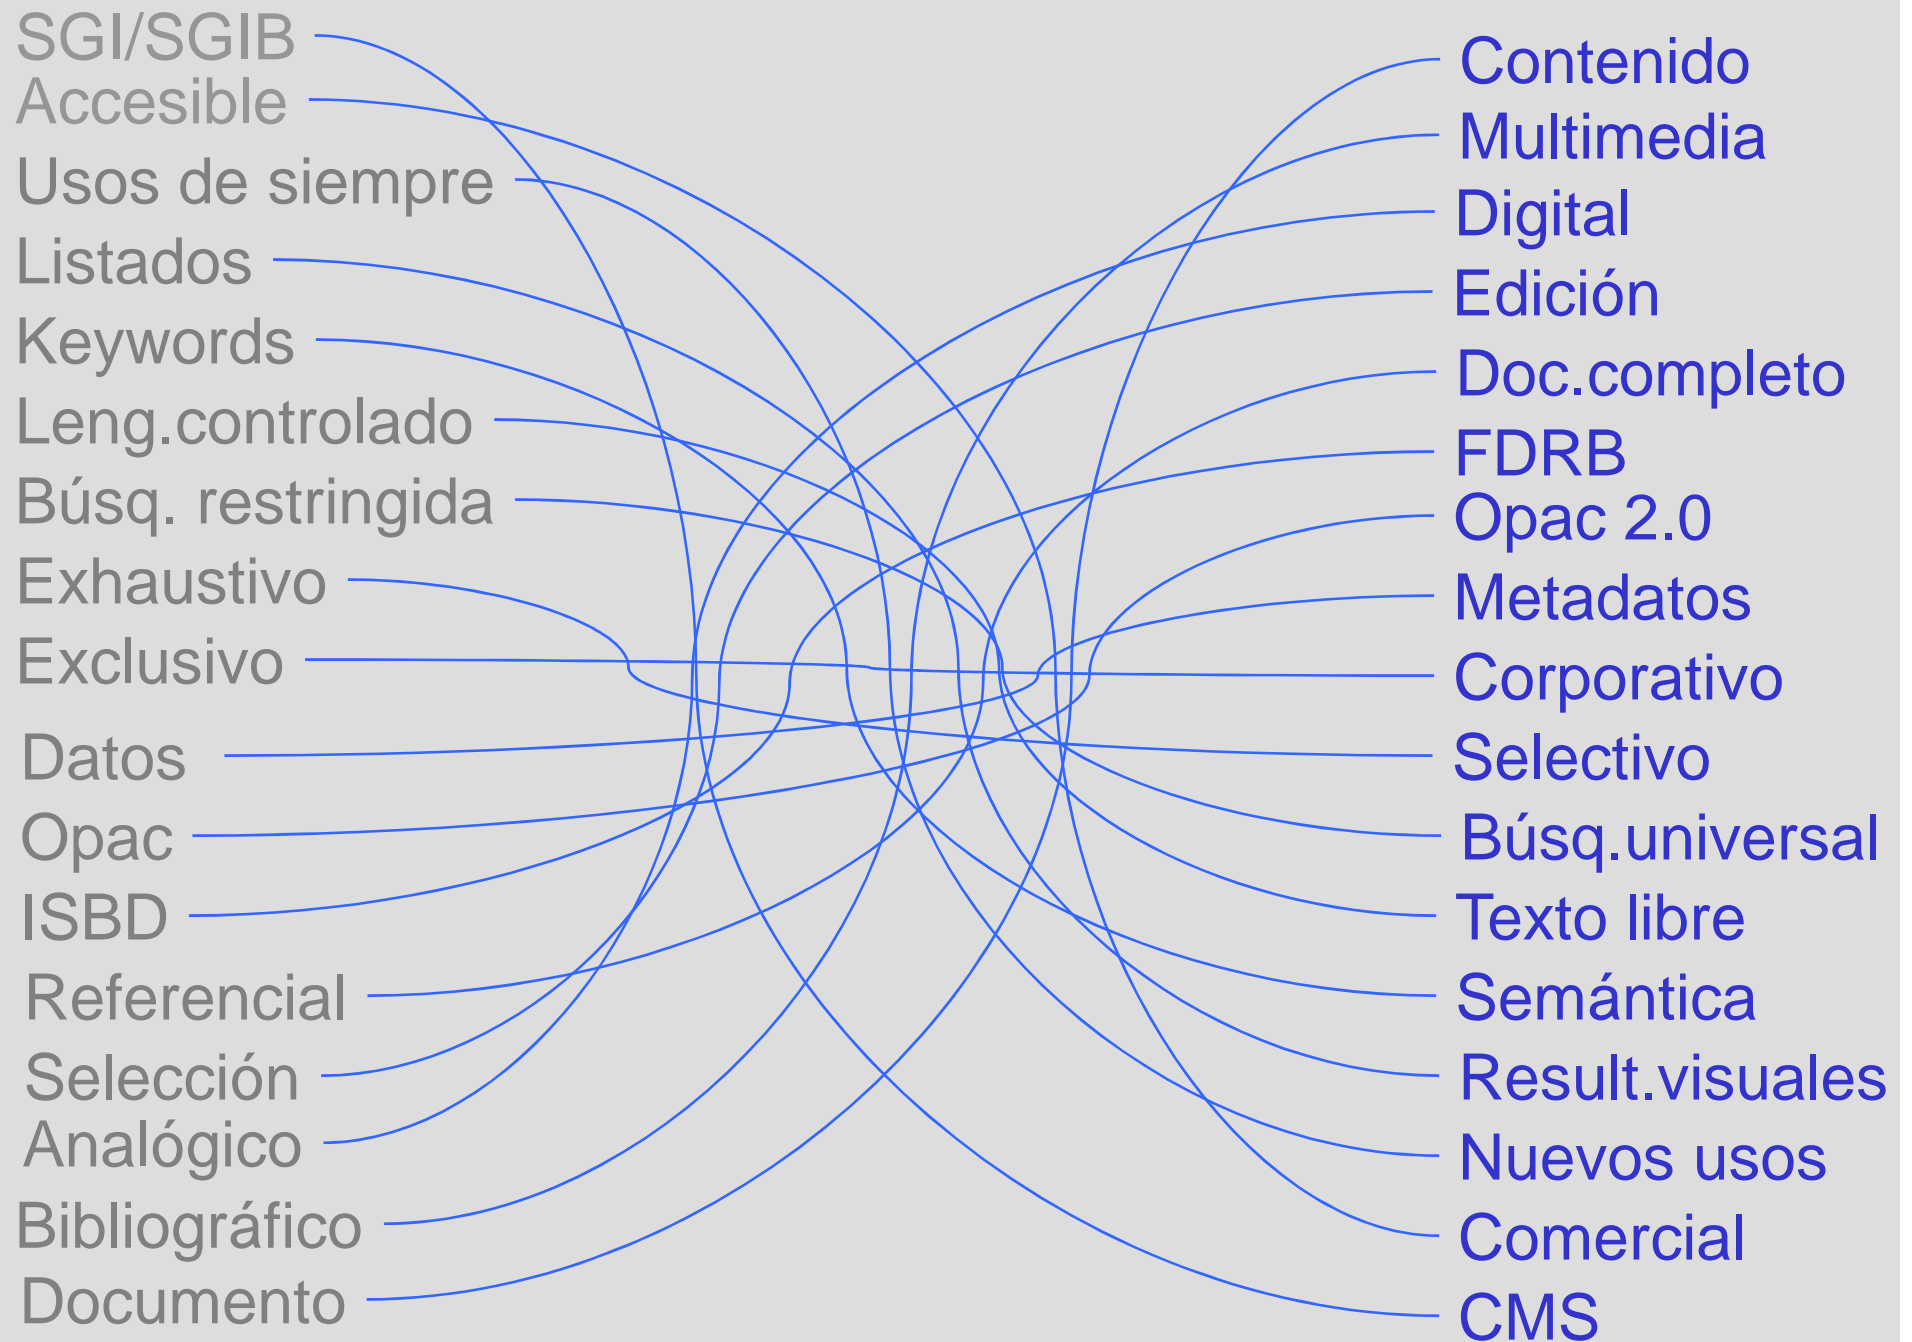 SGI/SGIB
Accesible
Usos de siempre
Listados
Keywords
Leng.controlado
Búsq. restringida
Exhaustivo
Exclusivo
Datos
Opac
ISBD
Referencial
Selección
Analógico
Bibliográfico
Documento
Contenido
Multimedia
Digital
Edición
Doc.completo
FDRB
Opac 2.0
Metadatos
Corporativo
Selectivo
Búsq.universal
Texto libre
Semántica
Result.visuales
Nuevos usos
Comercial
CMS